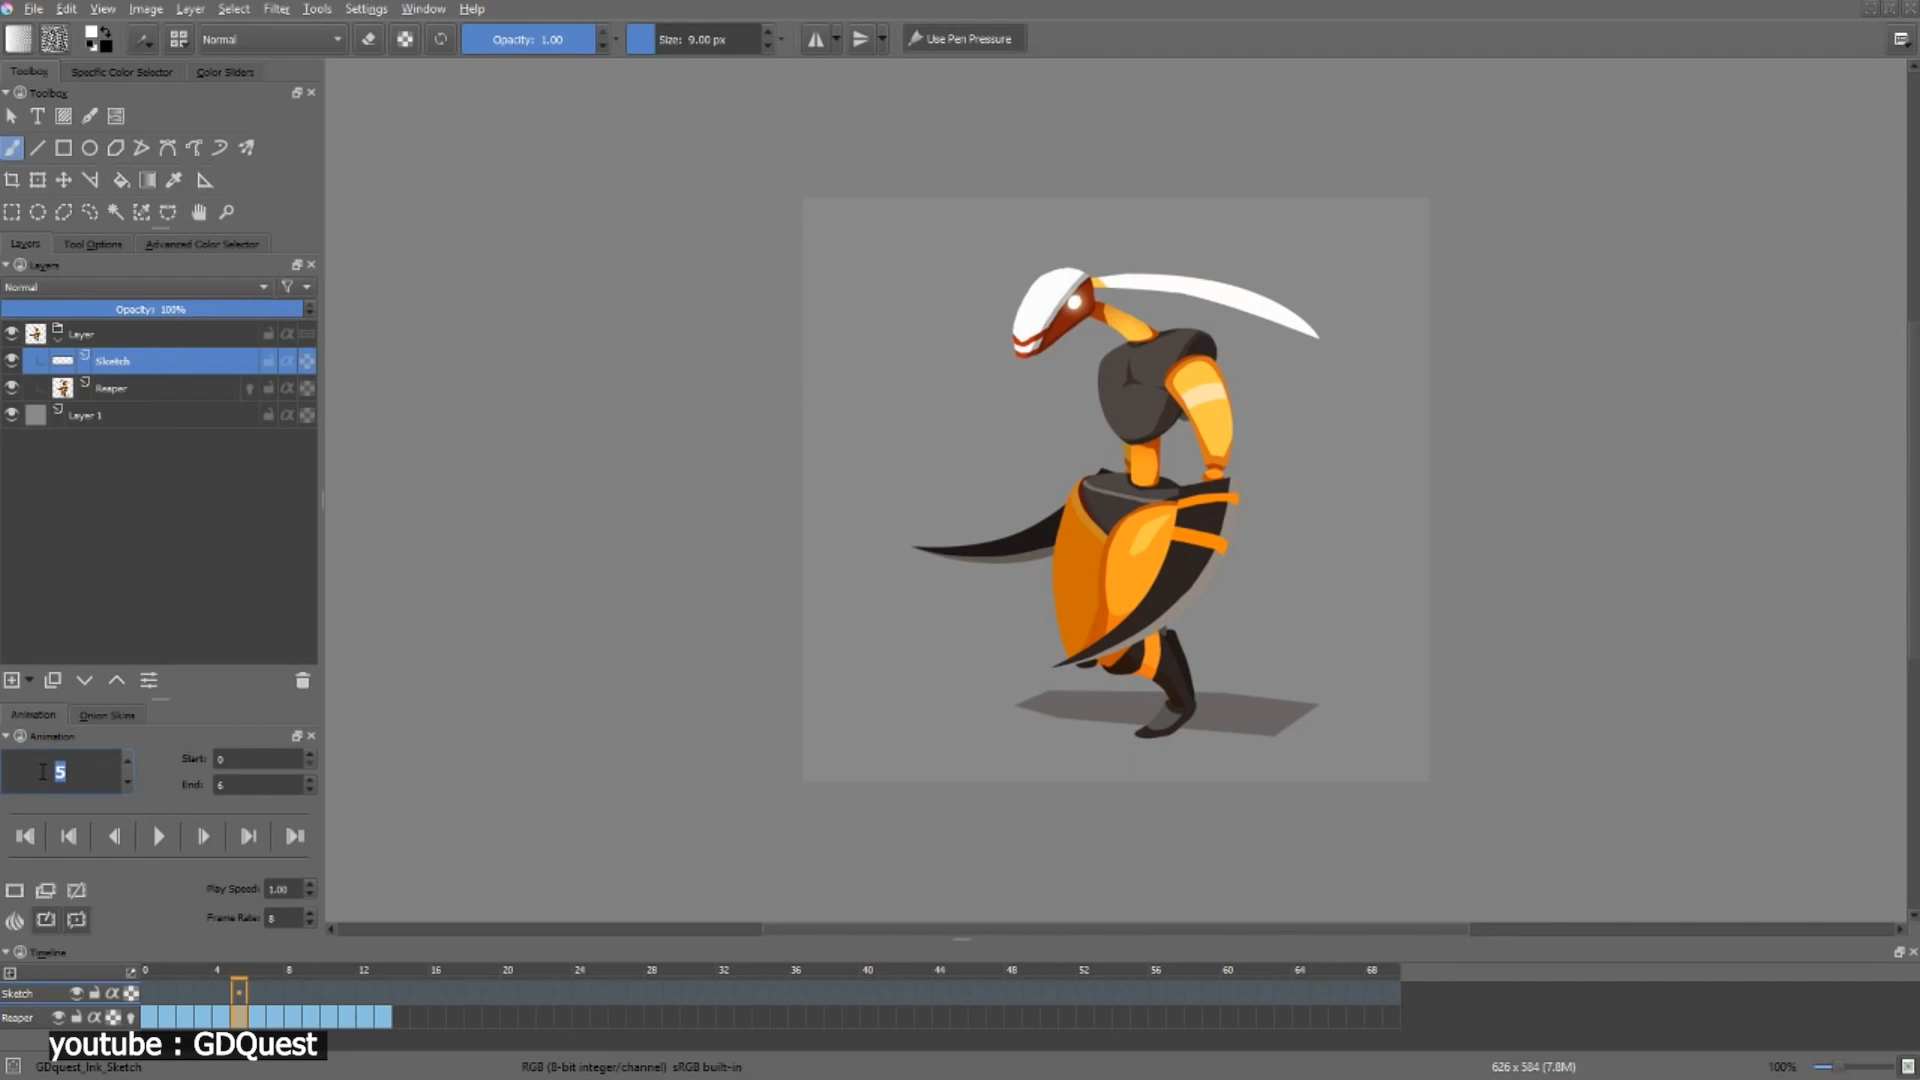 File Edit View Image Layer Select Filter Tools Settings Window Help
Normal Opacity: 1.00 Size: 9.00 px Use Pen Pressure
Toolbox Specific Color Selector Color Sliders
Toolbox
Layers Tool Options Advanced Color Selector
Layers
Normal
Opacity: 100%
Layer
Sketch
Reaper
Layer 1
Animation Onion Skins
Animation
5 Start: 0
End: 6
Play Speed: 1.00
Frame Rate: 8
Timeline
0 4 8 12 16 20 24 28 32 36 40 44 48 52 56 60 64 68
Sketch
Reaper
youtube : GDQuest
GDquest_Ink_Sketch RGB (8-bit integer/channel) sRGB built-in 626 x 584 (7.8M) 100%